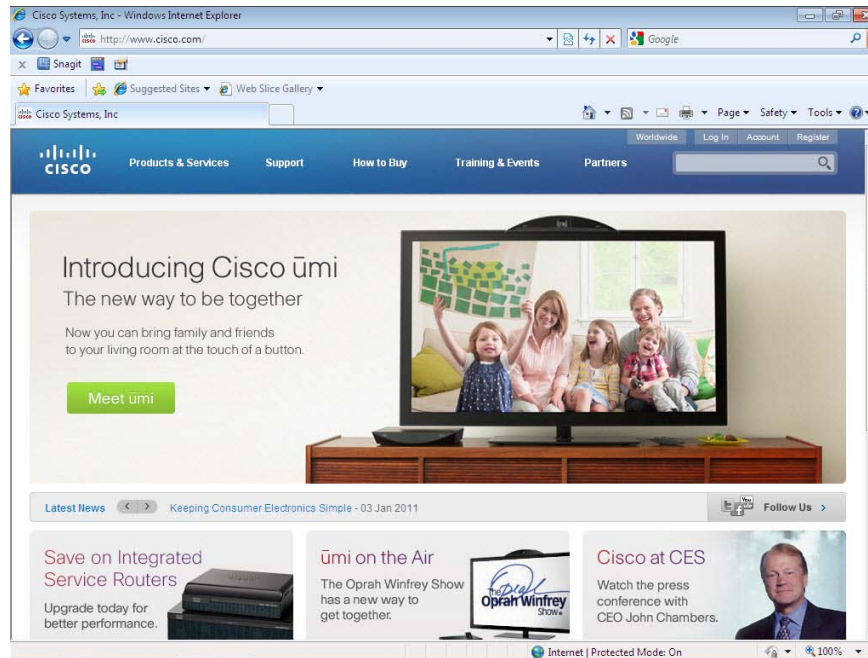 Cisco Systems, Inc - Windows Internet Explorer
http://www.cisco.com/
Google
x Snagit
Favorites Suggested Sites Web Slice Gallery
Cisco Systems, Inc
Page Safety Tools
Worldwide Log In Account Register
CISCO
Products & Services Support How to Buy Training & Events Partners
Introducing Cisco ūmi
The new way to be together
Now you can bring family and friends
to your living room at the touch of a button.
Meet ūmi
Latest News Keeping Consumer Electronics Simple - 03 Jan 2011
You
Follow Us >
Save on Integrated
Service Routers
Upgrade today for
better performance.
ūmi on the Air
The Oprah Winfrey Show
has a new way to
get together.
The Oprah
Oprah Winfrey
Show.
Cisco at CES
Watch the press
conference with
CEO John Chambers.
Internet | Protected Mode: On
100%